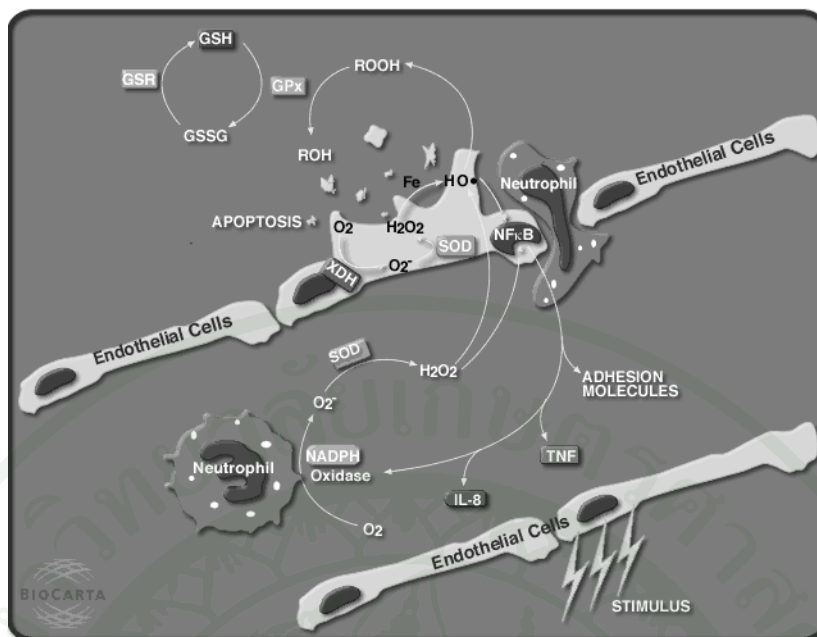 GSH
GSR
GPx
GSSG
ROOH
ROH
Endothelial Cells
Neutrophil
Fe
HO•
APOPTOSIS
O2
H2O2
SOD
NFκB
XDH
O2-
Endothelial Cells
SOD
H2O2
O2-
ADHESION
MOLECULES
Neutrophil
NADPH
Oxidase
TNF
IL-8
O2
Endothelial Cells
STIMULUS
BIOCARTA